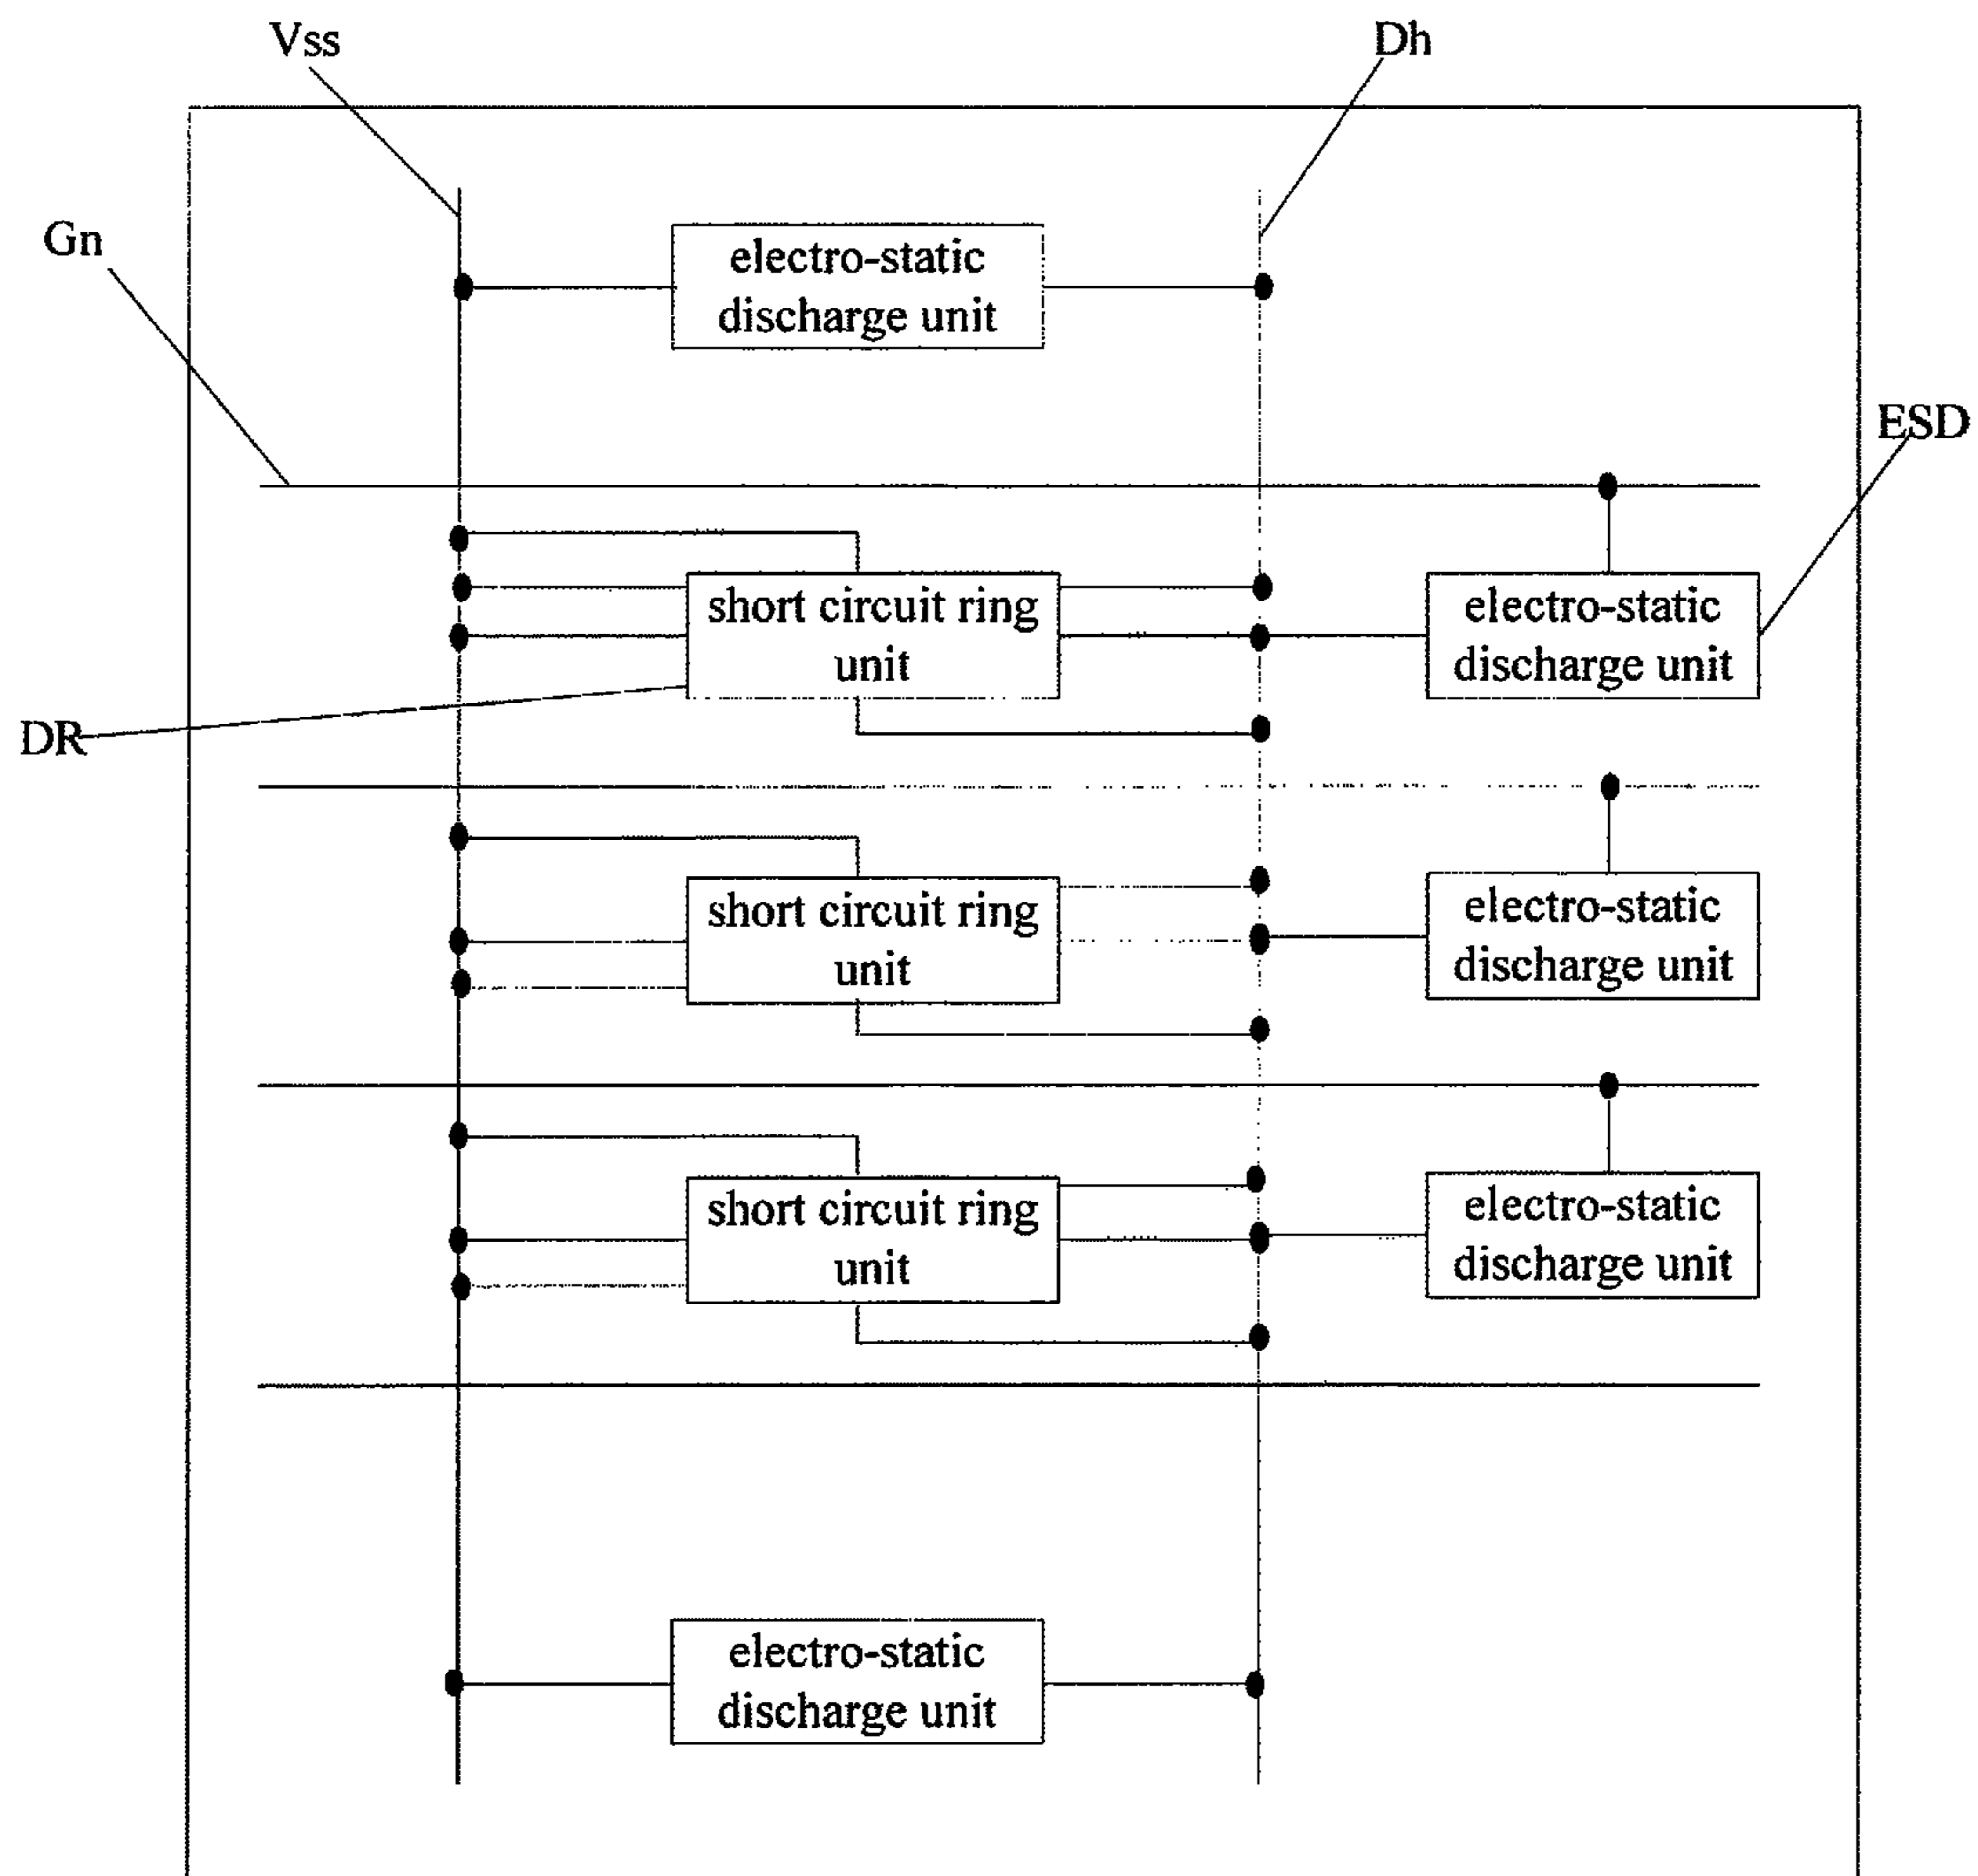 Vss
Dh
electro-static
discharge unit
Gn
ESD
short circuit ring
unit
electro-static
discharge unit
DR
short circuit ring
unit
electro-static
discharge unit
short circuit ring
unit
electro-static
discharge unit
electro-static
discharge unit